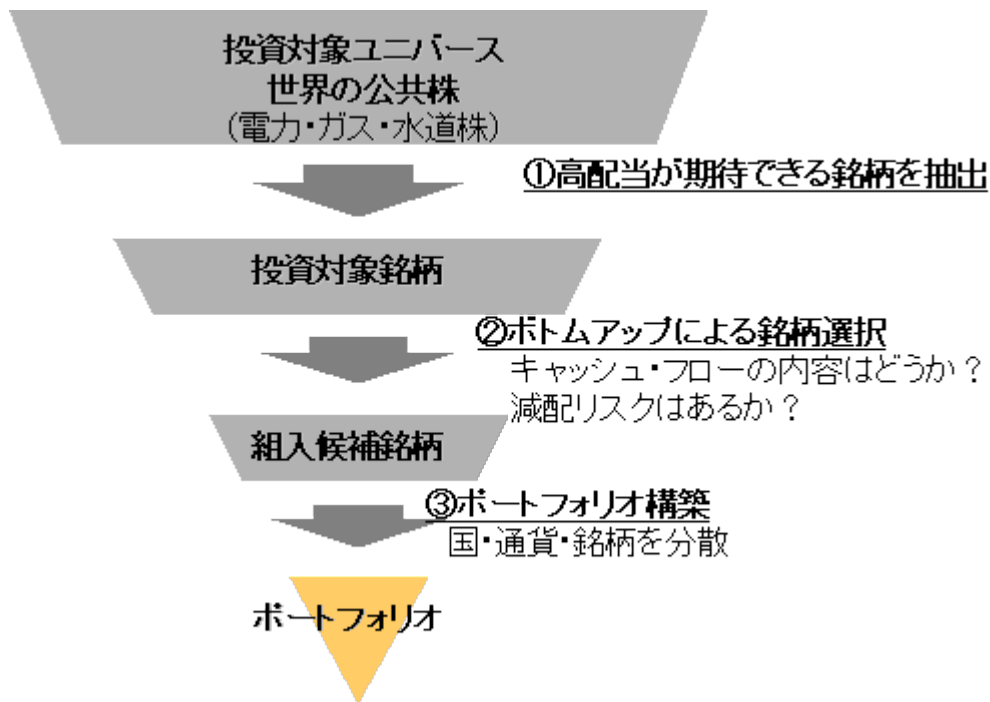 投資対象ユニバース
世界の公共株
(電力・ガス・水道株)
①高配当が期待できる銘柄を抽出
投資対象銘柄
②ボトムアップによる銘柄選択
キャッシュ・フローの内容はどうか？
減配リスクはあるか？
組入候補銘柄
③ポートフォリオ構築
国・通貨・銘柄を分散
ポートフォリオ